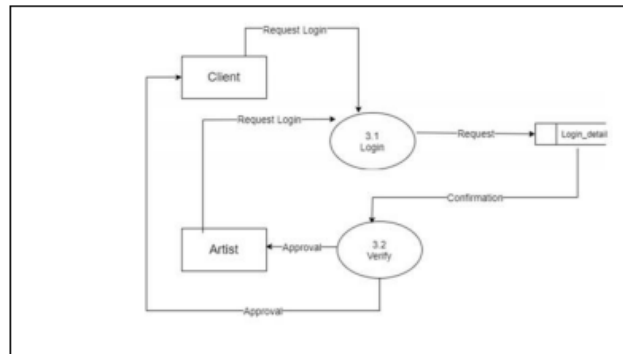 Request Login
Client
Request Login
3.1
Login
Request
Login_detail
Confirmation
Artist
Approval
3.2
Verify
Approval